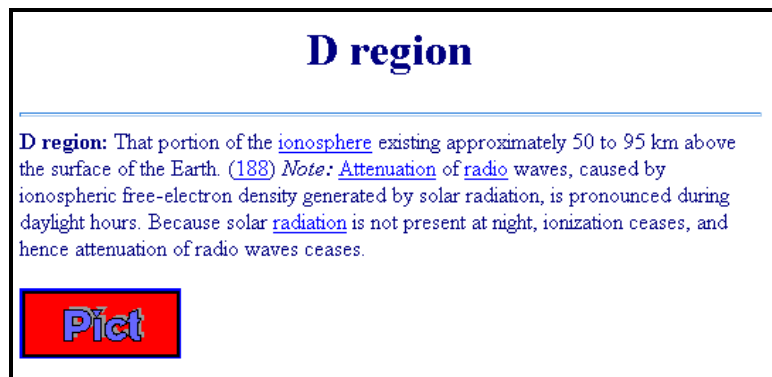 D region
D region: That portion of the ionosphere existing approximately 50 to 95 km above
the surface of the Earth. (188) Note: Attenuation of radio waves, caused by
ionospheric free-electron density generated by solar radiation, is pronounced during
daylight hours. Because solar radiation is not present at night, ionization ceases, and
hence attenuation of radio waves ceases.
Pict